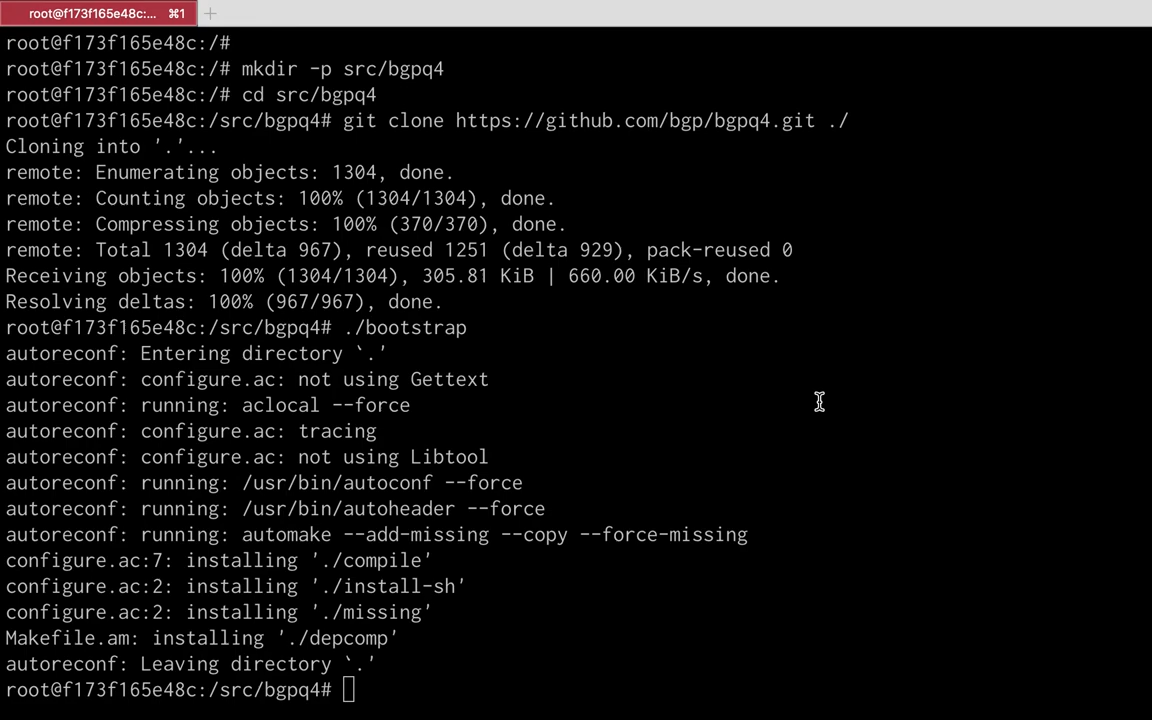 root@f173f165e48c:... ⌘1 +
root@f173f165e48c:/#
root@f173f165e48c:/# mkdir -p src/bgpq4
root@f173f165e48c:/# cd src/bgpq4
root@f173f165e48c:/src/bgpq4# git clone https://github.com/bgp/bgpq4.git ./
Cloning into '.'...
remote: Enumerating objects: 1304, done.
remote: Counting objects: 100% (1304/1304), done.
remote: Compressing objects: 100% (370/370), done.
remote: Total 1304 (delta 967), reused 1251 (delta 929), pack-reused 0
Receiving objects: 100% (1304/1304), 305.81 KiB | 660.00 KiB/s, done.
Resolving deltas: 100% (967/967), done.
root@f173f165e48c:/src/bgpq4# ./bootstrap
autoreconf: Entering directory `.'
autoreconf: configure.ac: not using Gettext
autoreconf: running: aclocal --force
autoreconf: configure.ac: tracing
autoreconf: configure.ac: not using Libtool
autoreconf: running: /usr/bin/autoconf --force
autoreconf: running: /usr/bin/autoheader --force
autoreconf: running: automake --add-missing --copy --force-missing
configure.ac:7: installing './compile'
configure.ac:2: installing './install-sh'
configure.ac:2: installing './missing'
Makefile.am: installing './depcomp'
autoreconf: Leaving directory `.'
root@f173f165e48c:/src/bgpq4#